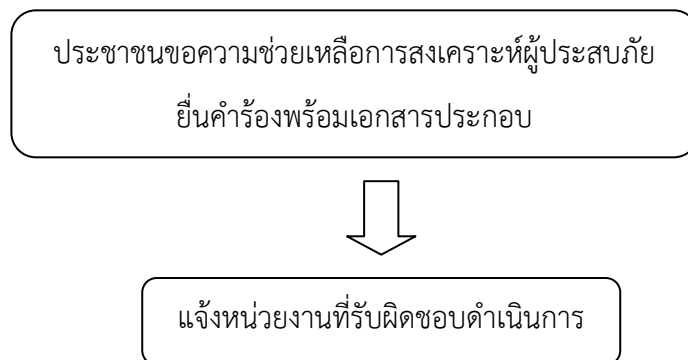 ประชาชนขอความช่วยเหลือการสงเคราะห์ผู้ประสบภัย
ยื่นคำร้องพร้อมเอกสารประกอบ
แจ้งหน่วยงานที่รับผิดชอบดำเนินการ